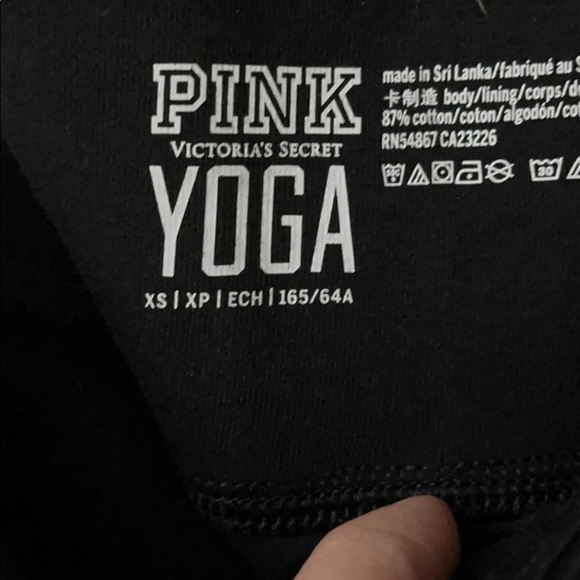 PINK
VICTORIA'S SECRET
YOGA
XS | XP | ECH | 165/64A
made in Sri Lanka/fabriqué au
卡制造 body/lining/corps/
87% cotton/coton/algodón/
RN54867 CA23226
30